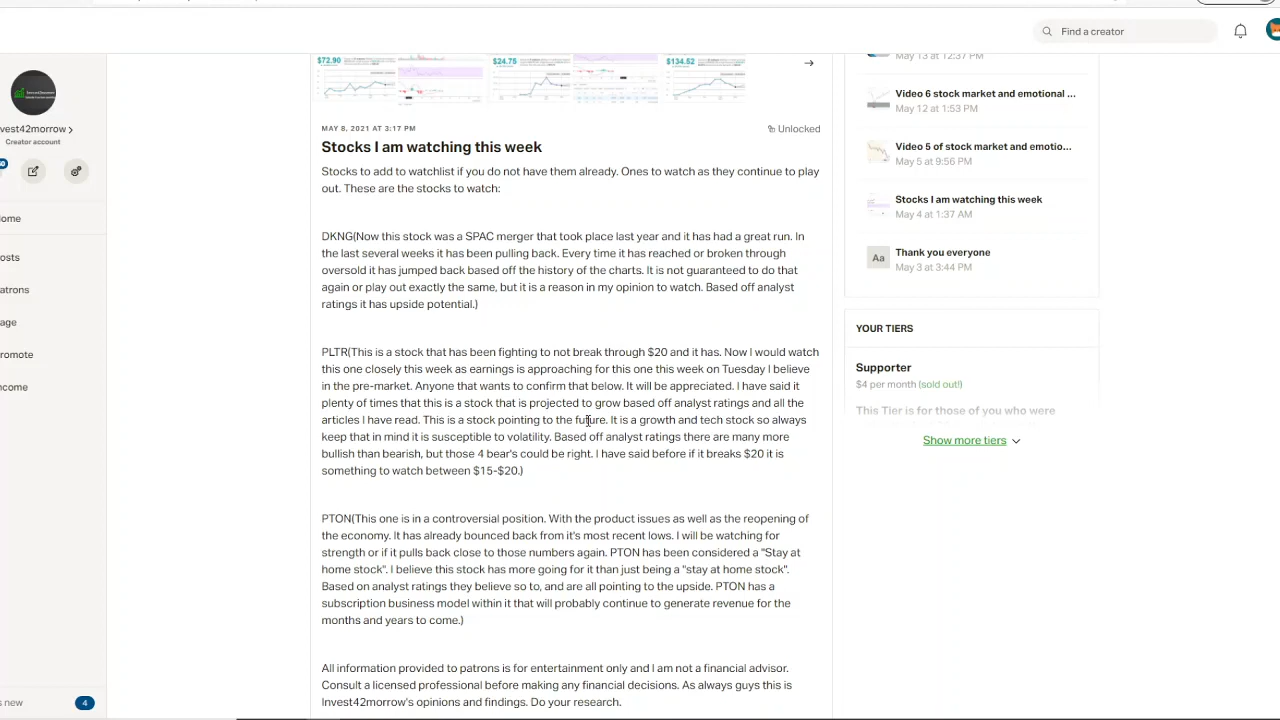 Find a creator
$72.90
$24.75
$134.52
MAY 8, 2021 AT 3:17 PM
Unlocked
Stocks I am watching this week
Stocks to add to watchlist if you do not have them already. Ones to watch as they continue to play
out. These are the stocks to watch:
DKNG(Now this stock was a SPAC merger that took place last year and it has had a great run. In
the last several weeks it has been pulling back. Every time it has reached or broken through
oversold it has jumped back based off the history of the charts. It is not guaranteed to do that
again or play out exactly the same, but it is a reason in my opinion to watch. Based off analyst
ratings it has upside potential.)
PLTR(This is a stock that has been fighting to not break through $20 and it has. Now I would watch
this one closely this week as earnings is approaching for this one this week on Tuesday I believe
in the pre-market. Anyone that wants to confirm that below. It will be appreciated. I have said it
plenty of times that this is a stock that is projected to grow based off analyst ratings and all the
articles I have read. This is a stock pointing to the future. It is a growth and tech stock so always
keep that in mind it is susceptible to volatility. Based off analyst ratings there are many more
bullish than bearish, but those 4 bear's could be right. I have said before if it breaks $20 it is
something to watch between $15-$20.)
PTON(This one is in a controversial position. With the product issues as well as the reopening of
the economy. It has already bounced back from it's most recent lows. I will be watching for
strength or if it pulls back close to those numbers again. PTON has been considered a "Stay at
home stock". I believe this stock has more going for it than just being a "stay at home stock".
Based on analyst ratings they believe so to, and are all pointing to the upside. PTON has a
subscription business model within it that will probably continue to generate revenue for the
months and years to come.)
All information provided to patrons is for entertainment only and I am not a financial advisor.
Consult a licensed professional before making any financial decisions. As always guys this is
Invest42morrow's opinions and findings. Do your research.
nvest42morrow
Creator account
ome
osts
atrons
age
romote
ncome
s new
4
May 13 at 12:37 PM
Video 6 stock market and emotional ...
May 12 at 1:53 PM
Video 5 of stock market and emotio...
May 5 at 9:56 PM
Stocks I am watching this week
May 4 at 1:37 AM
Aa
Thank you everyone
May 3 at 3:44 PM
YOUR TIERS
Supporter
$4 per month (sold out!)
This Tier is for those of you who were
Show more tiers